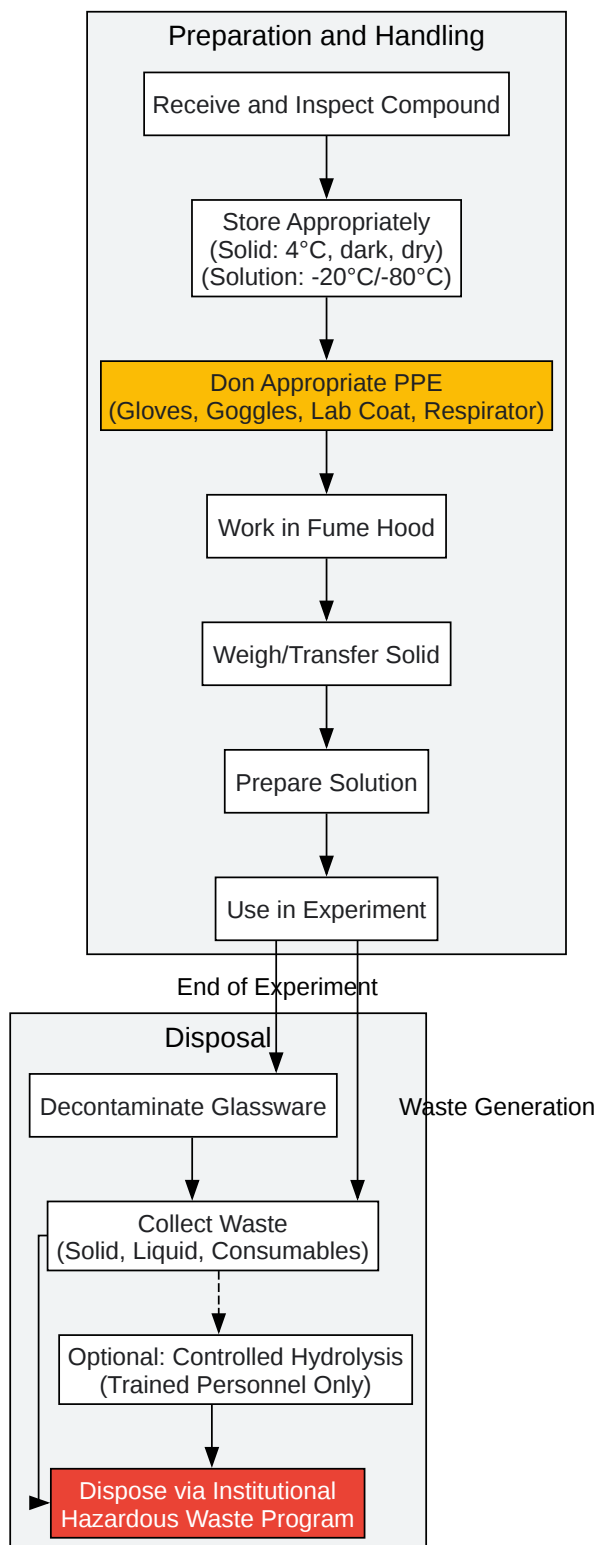 Preparation and Handling
Receive and Inspect Compound
Store Appropriately
(Solid: 4°C, dark, dry)
(Solution: -20°C/-80°C)
Don Appropriate PPE
(Gloves, Goggles, Lab Coat, Respirator)
Work in Fume Hood
Weigh/Transfer Solid
Prepare Solution
Use in Experiment
End of Experiment
Disposal
Decontaminate Glassware
Waste Generation
Collect Waste
(Solid, Liquid, Consumables)
Optional: Controlled Hydrolysis
(Trained Personnel Only)
Dispose via Institutional
Hazardous Waste Program